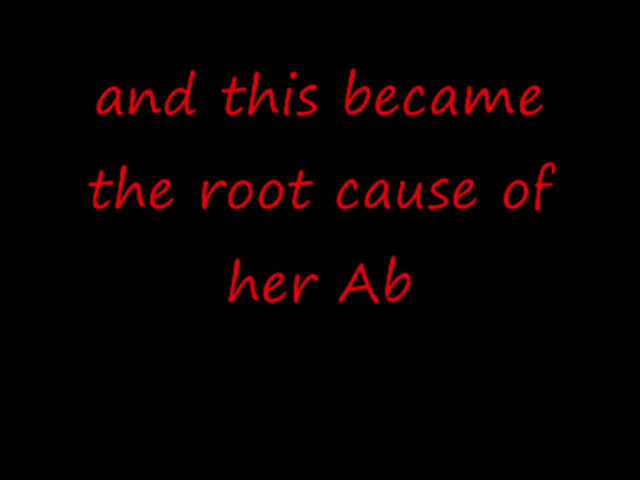 and this became
the root cause of
her Ab